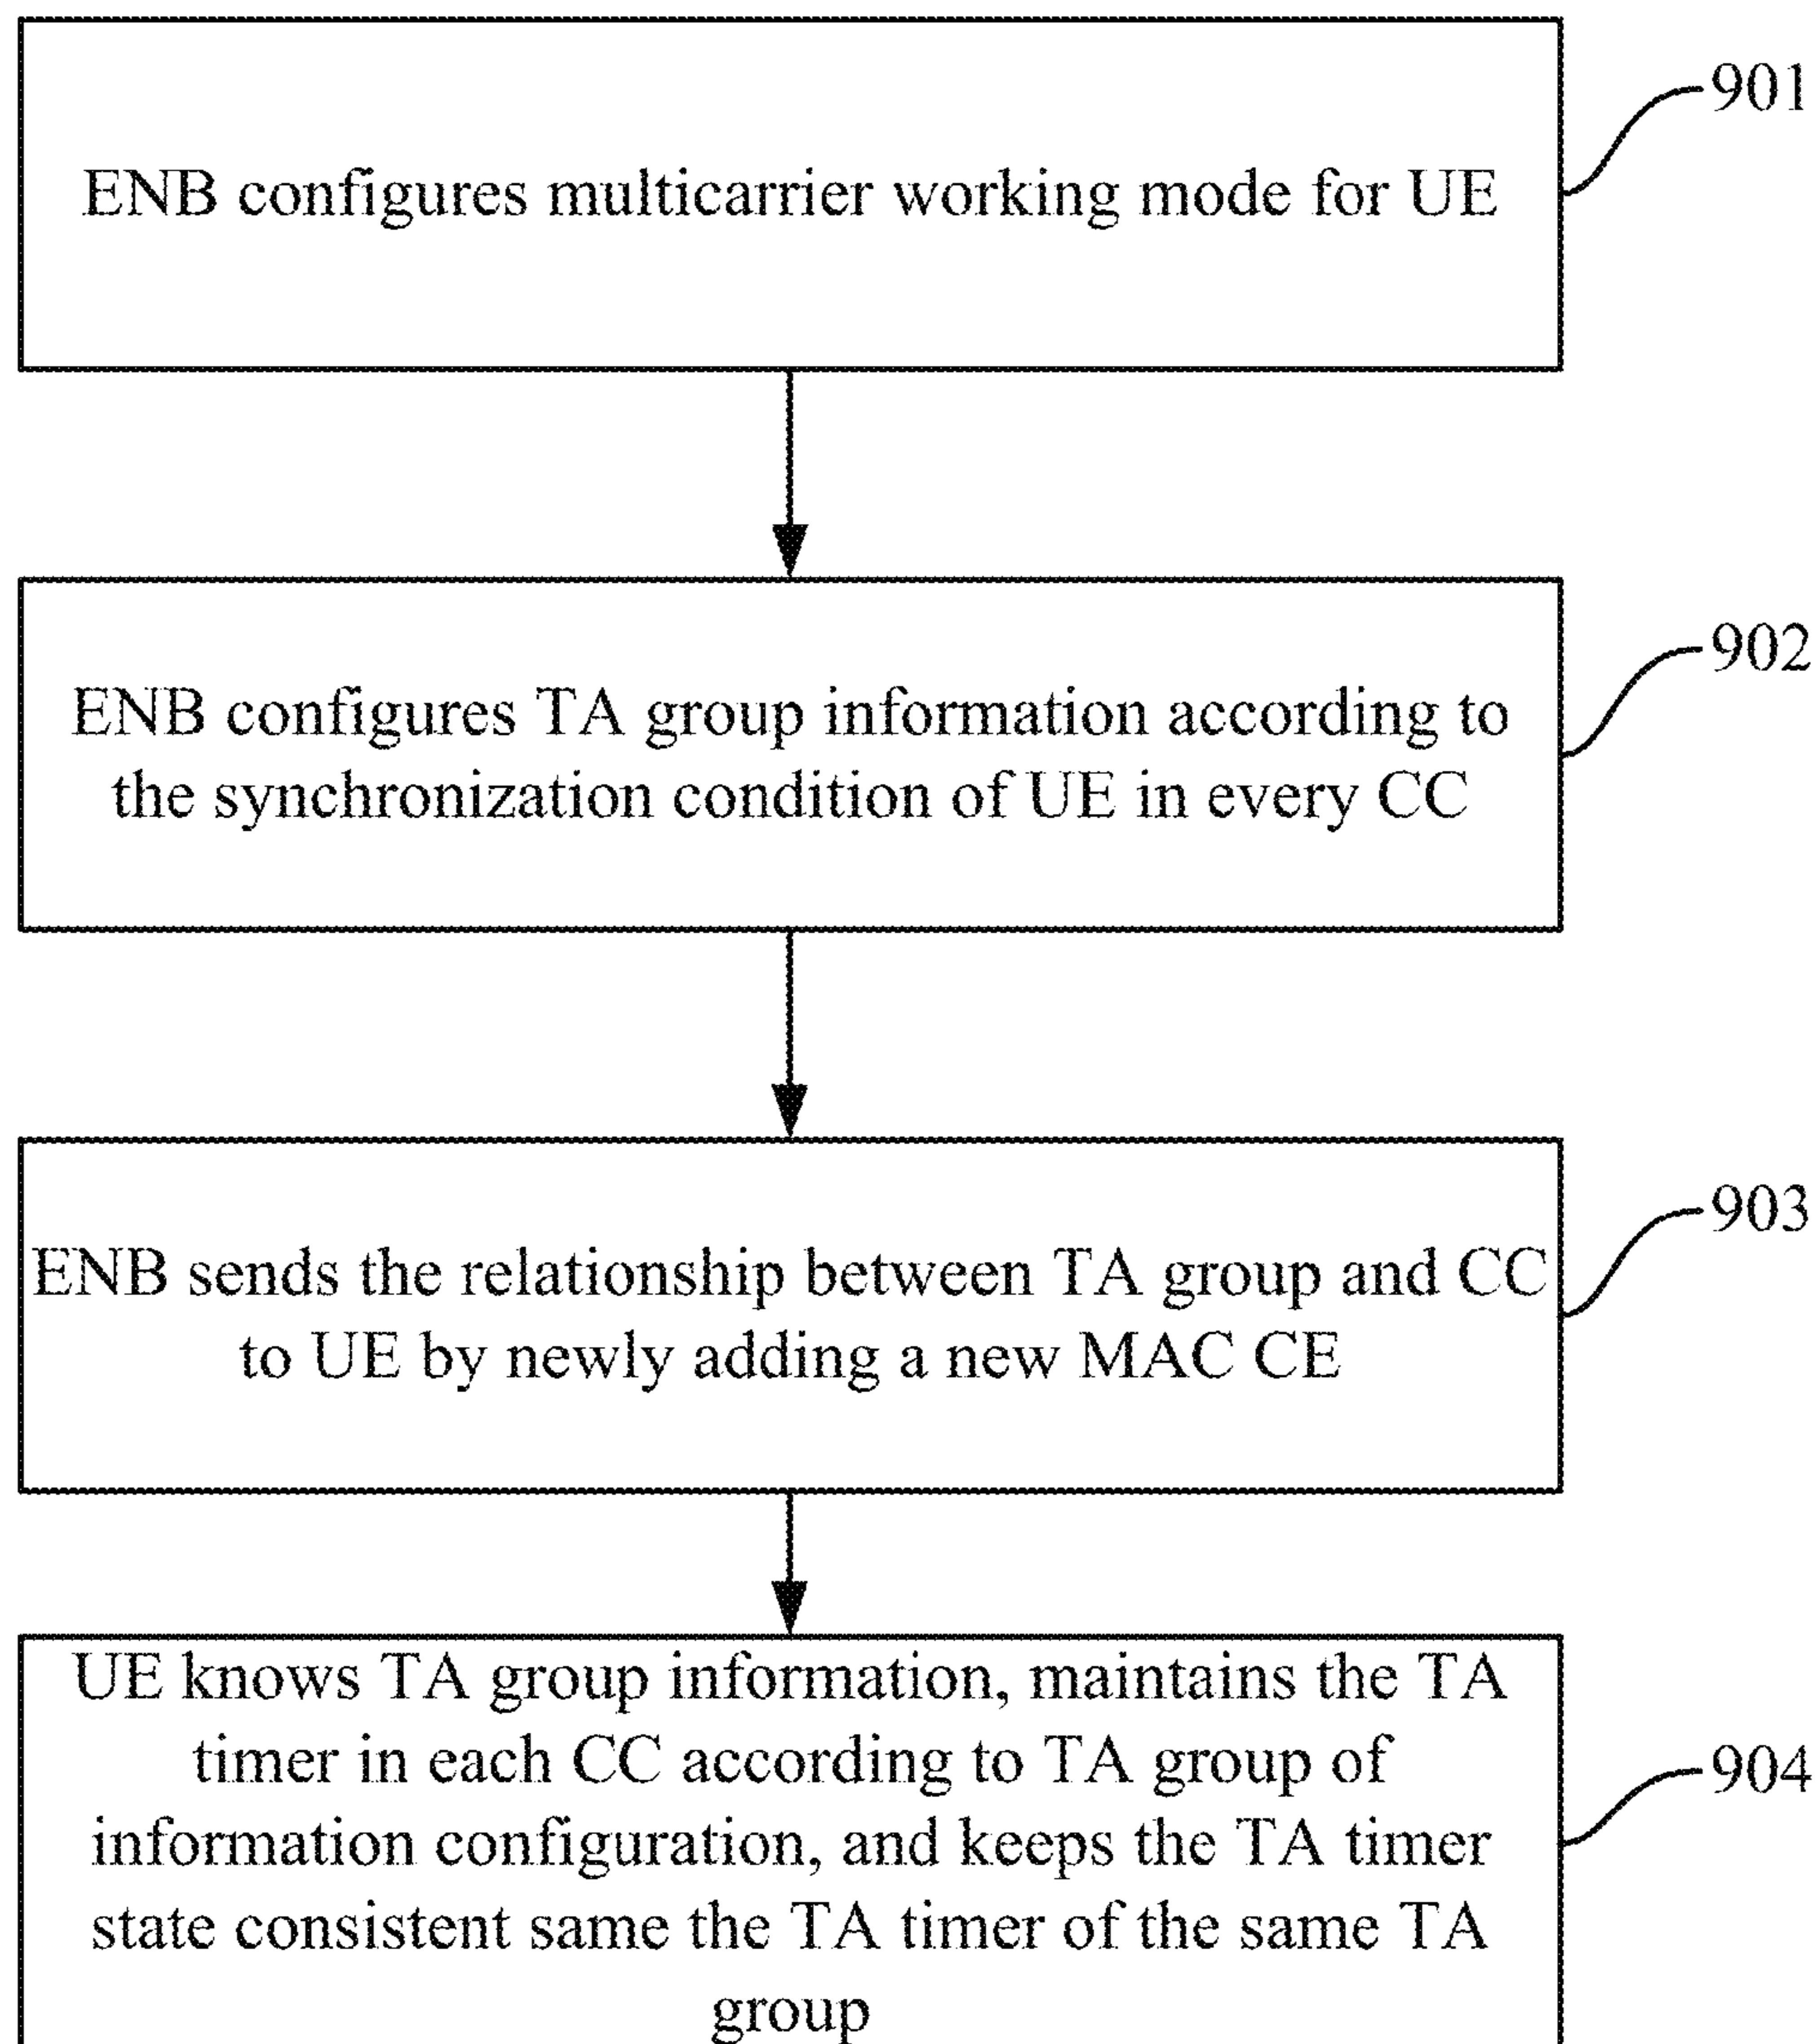 901
ENB configures multicarrier working mode for UE
902
ENB configures TA group information according to
the synchronization condition of UE in every CC
903
ENB sends the relationship between TA group and CC
to UE by newly adding a new MAC CE
UE knows TA group information, maintains the TA
timer in each CC according to TA group of
904
information configuration, and keeps the TA timer
state consistent same the TA timer of the same TA
group